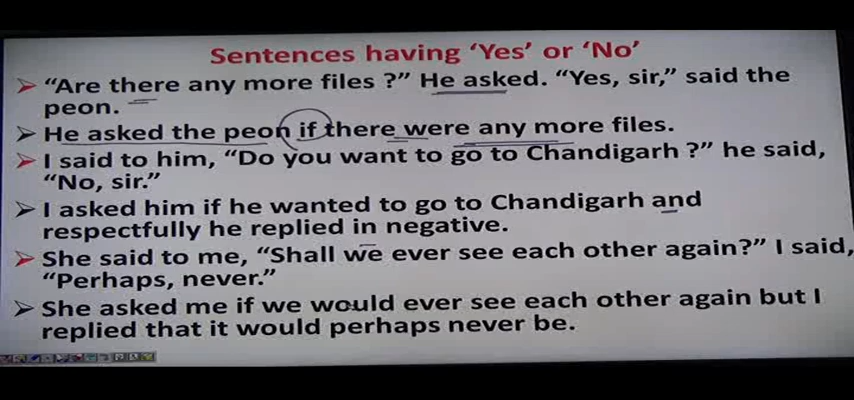 Sentences having ‘Yes’ or ‘No’
➢ “Are there any more files ?” He asked. “Yes, sir,” said the
peon.
➢ He asked the peon if there were any more files.
➢ I said to him, “Do you want to go to Chandigarh ?” he said,
“No, sir.”
➢ I asked him if he wanted to go to Chandigarh and
respectfully he replied in negative.
➢ She said to me, “Shall we ever see each other again?” I said,
“Perhaps, never.”
➢ She asked me if we would ever see each other again but I
replied that it would perhaps never be.